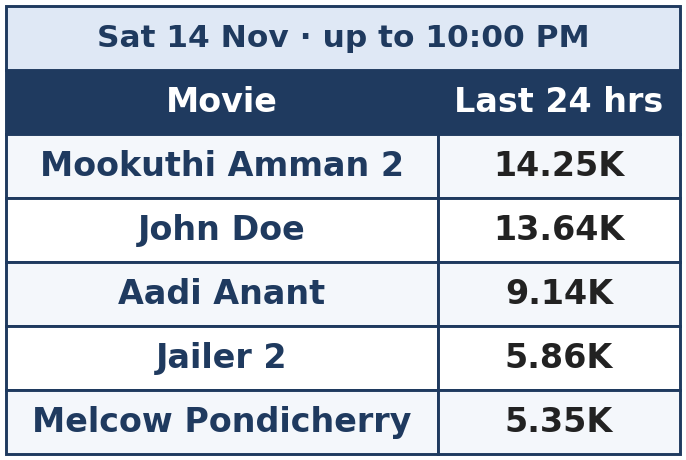 Sat 14 Nov · up to 10:00 PM
Movie Last 24 hrs
Mookuthi Amman 2 14.25K
John Doe 13.64K
Aadi Anant 9.14K
Jailer 2 5.86K
Melcow Pondicherry 5.35K